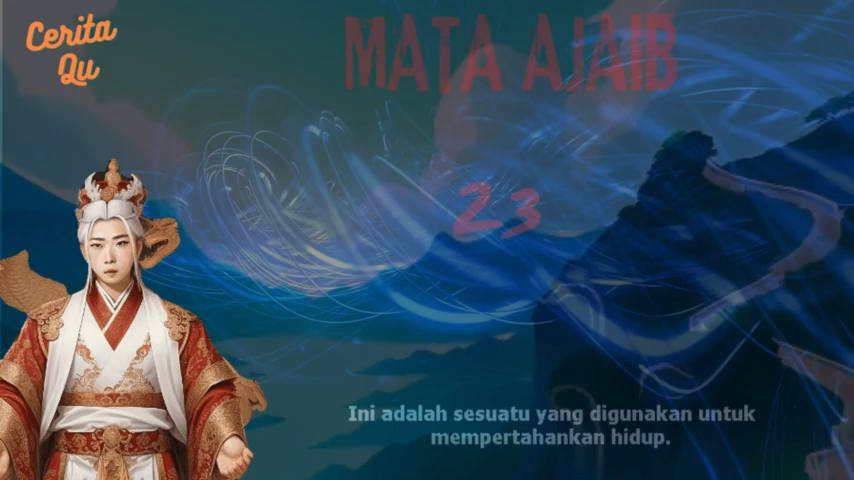 Cerita
Qu
MATA AJAIB
23
Ini adalah sesuatu yang digunakan untuk
mempertahankan hidup.